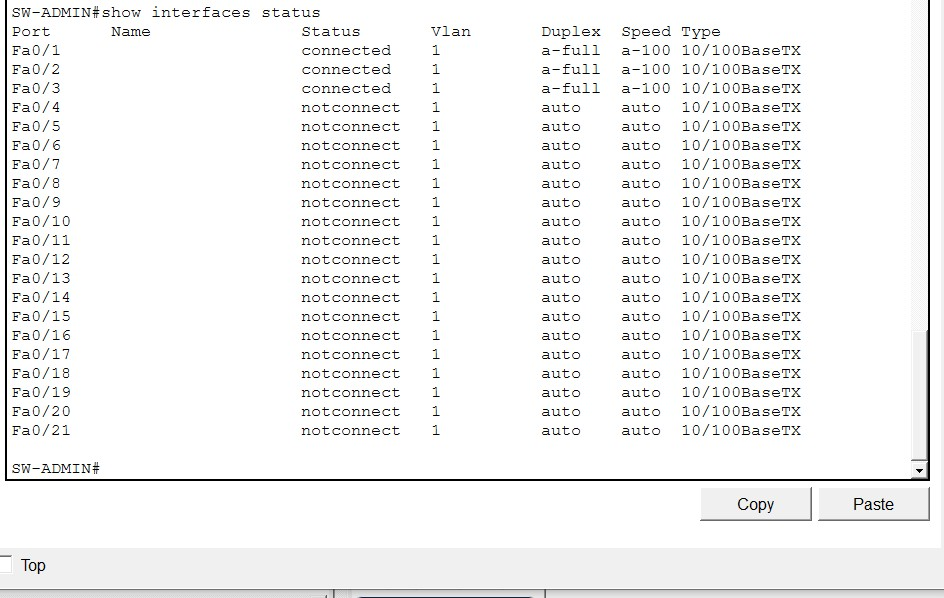 SW-ADMIN#show interfaces status
Port      Name               Status       Vlan       Duplex  Speed Type
Fa0/1                        connected    1          a-full  a-100 10/100BaseTX
Fa0/2                        connected    1          a-full  a-100 10/100BaseTX
Fa0/3                        connected    1          a-full  a-100 10/100BaseTX
Fa0/4                        notconnect   1          auto    auto  10/100BaseTX
Fa0/5                        notconnect   1          auto    auto  10/100BaseTX
Fa0/6                        notconnect   1          auto    auto  10/100BaseTX
Fa0/7                        notconnect   1          auto    auto  10/100BaseTX
Fa0/8                        notconnect   1          auto    auto  10/100BaseTX
Fa0/9                        notconnect   1          auto    auto  10/100BaseTX
Fa0/10                       notconnect   1          auto    auto  10/100BaseTX
Fa0/11                       notconnect   1          auto    auto  10/100BaseTX
Fa0/12                       notconnect   1          auto    auto  10/100BaseTX
Fa0/13                       notconnect   1          auto    auto  10/100BaseTX
Fa0/14                       notconnect   1          auto    auto  10/100BaseTX
Fa0/15                       notconnect   1          auto    auto  10/100BaseTX
Fa0/16                       notconnect   1          auto    auto  10/100BaseTX
Fa0/17                       notconnect   1          auto    auto  10/100BaseTX
Fa0/18                       notconnect   1          auto    auto  10/100BaseTX
Fa0/19                       notconnect   1          auto    auto  10/100BaseTX
Fa0/20                       notconnect   1          auto    auto  10/100BaseTX
Fa0/21                       notconnect   1          auto    auto  10/100BaseTX
SW-ADMIN#
Copy Paste
Top